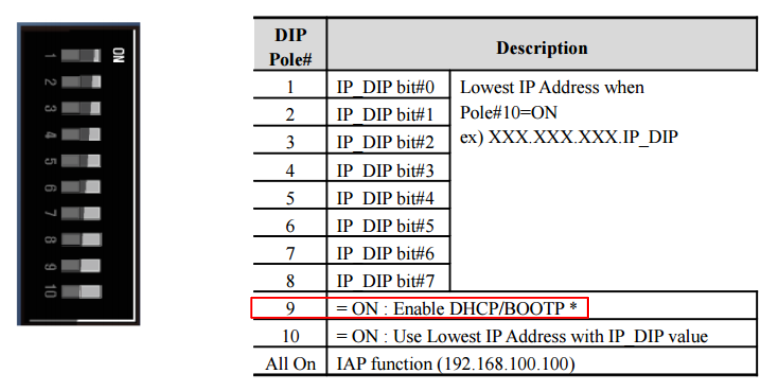 ON
1
2
3
4
5
6
7
8
9
10
DIP Pole# Description
1 IP_DIP bit#0 Lowest IP Address when
2 IP_DIP bit#1 Pole#10=ON
3 IP_DIP bit#2 ex) XXX.XXX.XXX.IP_DIP
4 IP_DIP bit#3
5 IP_DIP bit#4
6 IP_DIP bit#5
7 IP_DIP bit#6
8 IP_DIP bit#7
9 = ON : Enable DHCP/BOOTP *
10 = ON : Use Lowest IP Address with IP_DIP value
All On IAP function (192.168.100.100)